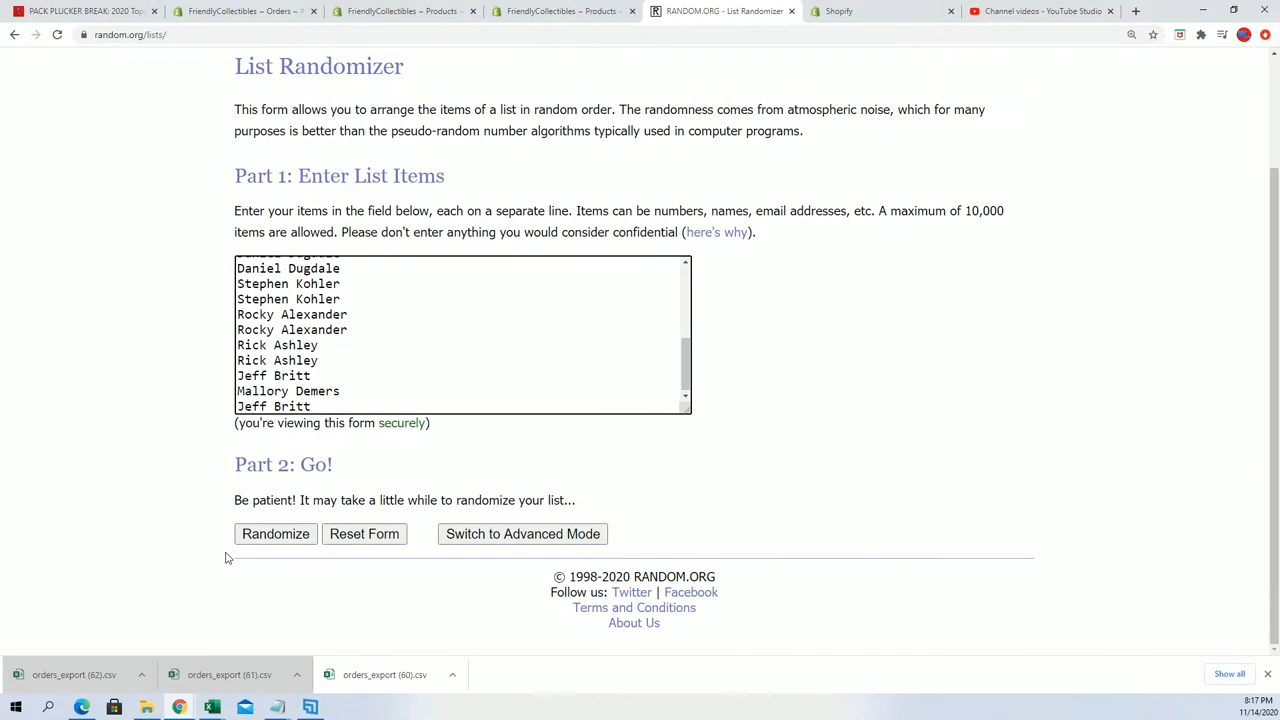 PACK PLUCKER BREAK: 2020 Top
FriendlyCollectibles ~ Orders ~
FriendlyCollectibles ~ Products ~
FriendlyCollectibles ~ Products ~
RANDOM.ORG - List Randomizer
Shopify
Channel videos - YouTube Studio
random.org/lists/
List Randomizer
This form allows you to arrange the items of a list in random order. The randomness comes from atmospheric noise, which for many
purposes is better than the pseudo-random number algorithms typically used in computer programs.
Part 1: Enter List Items
Enter your items in the field below, each on a separate line. Items can be numbers, names, email addresses, etc. A maximum of 10,000
items are allowed. Please don't enter anything you would consider confidential (here's why).
Daniel Dugdale
Stephen Kohler
Stephen Kohler
Rocky Alexander
Rocky Alexander
Rick Ashley
Rick Ashley
Jeff Britt
Mallory Demers
Jeff Britt
(you're viewing this form securely)
Part 2: Go!
Be patient! It may take a little while to randomize your list...
Randomize Reset Form Switch to Advanced Mode
© 1998-2020 RANDOM.ORG
Follow us: Twitter | Facebook
Terms and Conditions
About Us
orders_export (62).csv
orders_export (61).csv
orders_export (60).csv
Show all
8:17 PM
11/14/2020